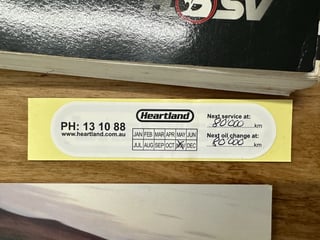 HSV
Heartland
PH: 13 10 88
www.heartland.com.au
JAN FEB MAR APR MAY JUN
JUL AUG SEP OCT DEC
Next service at:
80000 km
Next oil change at:
80000 km